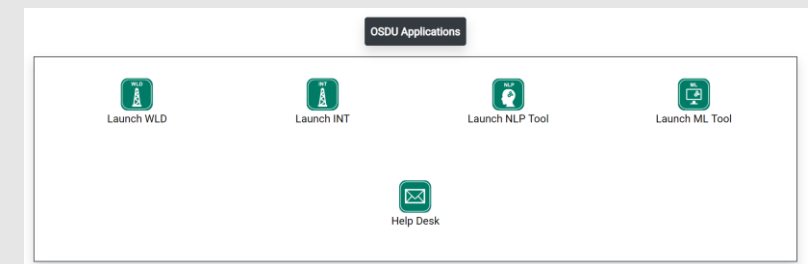 OSDU Applications
WLD
INT
NLP
ML
Launch WLD
Launch INT
Launch NLP Tool
Launch ML Tool
Help Desk